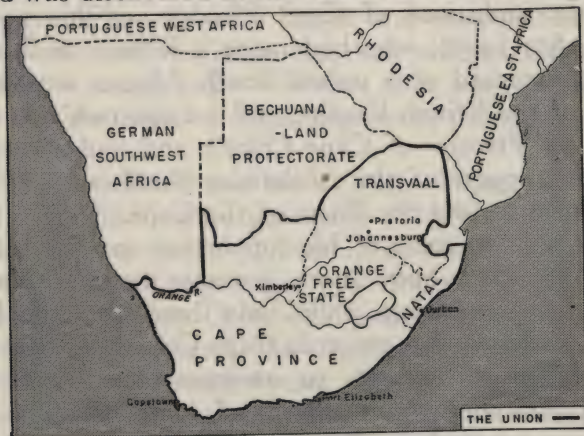 PORTUGUESE WEST AFRICA
RHODESIA
PORTUGUESE EAST AFRICA
BECHUANA
-LAND
PROTECTORATE
GERMAN
SOUTHWEST
AFRICA
TRANSVAAL
Pretoria
Johannesburg
ORANGE R.
Kimberley
ORANGE
FREE
STATE
NATAL
Durban
CAPE
PROVINCE
Capetown
Port Elizabeth
THE UNION